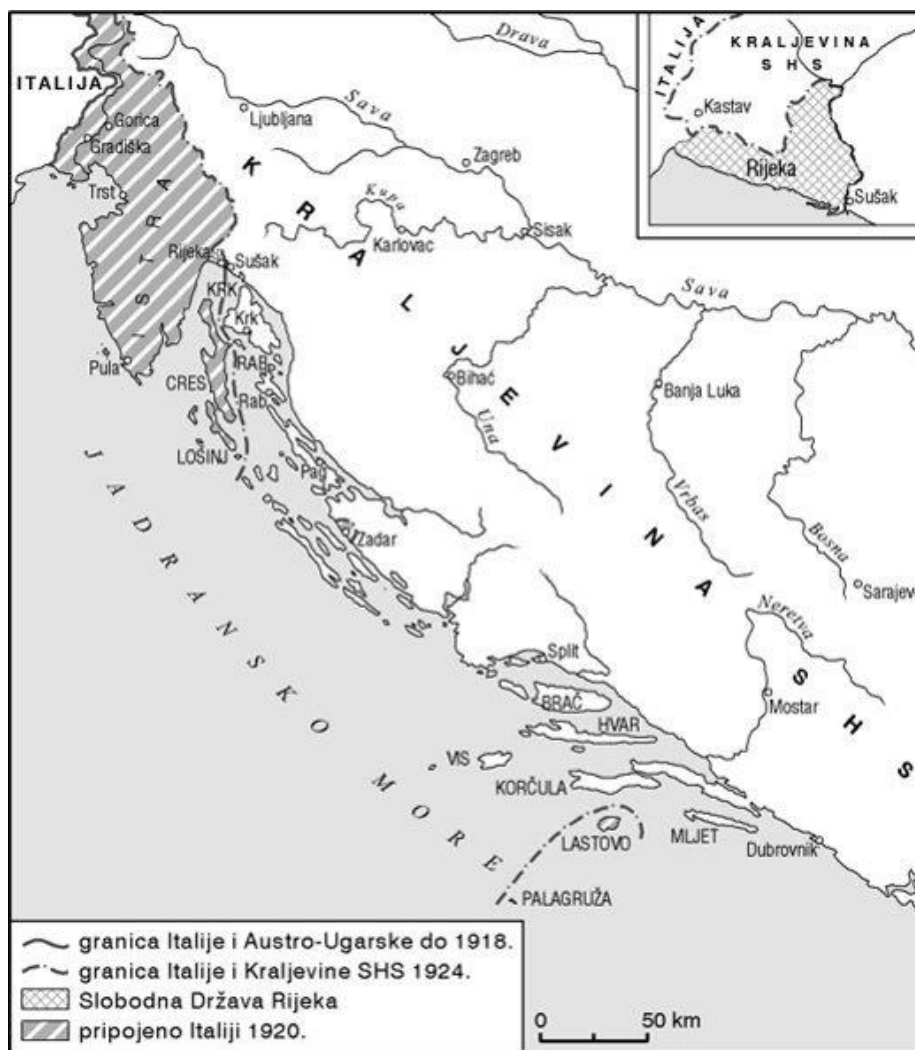 ITALIJA
Gorica
Gradiška
Trst
ISTRA
Ljubljana
Sava
Drava
Zagreb
Kupa
Karlovac
Sisak
Sava
KRALJEVINA SHS
Rijeka
Sušak
KRK
Krk
Pula
CRES
RAB
Rab
LOŠINJ
Pag
Zadar
Bihać
Una
Banja Luka
Vrbas
Bosna
Sarajevo
Neretva
Mostar
Split
BRAČ
HVAR
VIS
KORČULA
LASTOVO
MLJET
Dubrovnik
PALAGRUŽA
JADRANSKO MORE
ITALIJA
KRALJEVINA
SHS
Kastav
Rijeka
Sušak
granica Italije i Austro-Ugarske do 1918.
granica Italije i Kraljevine SHS 1924.
Slobodna Država Rijeka
pripojeno Italiji 1920.
0 50 km